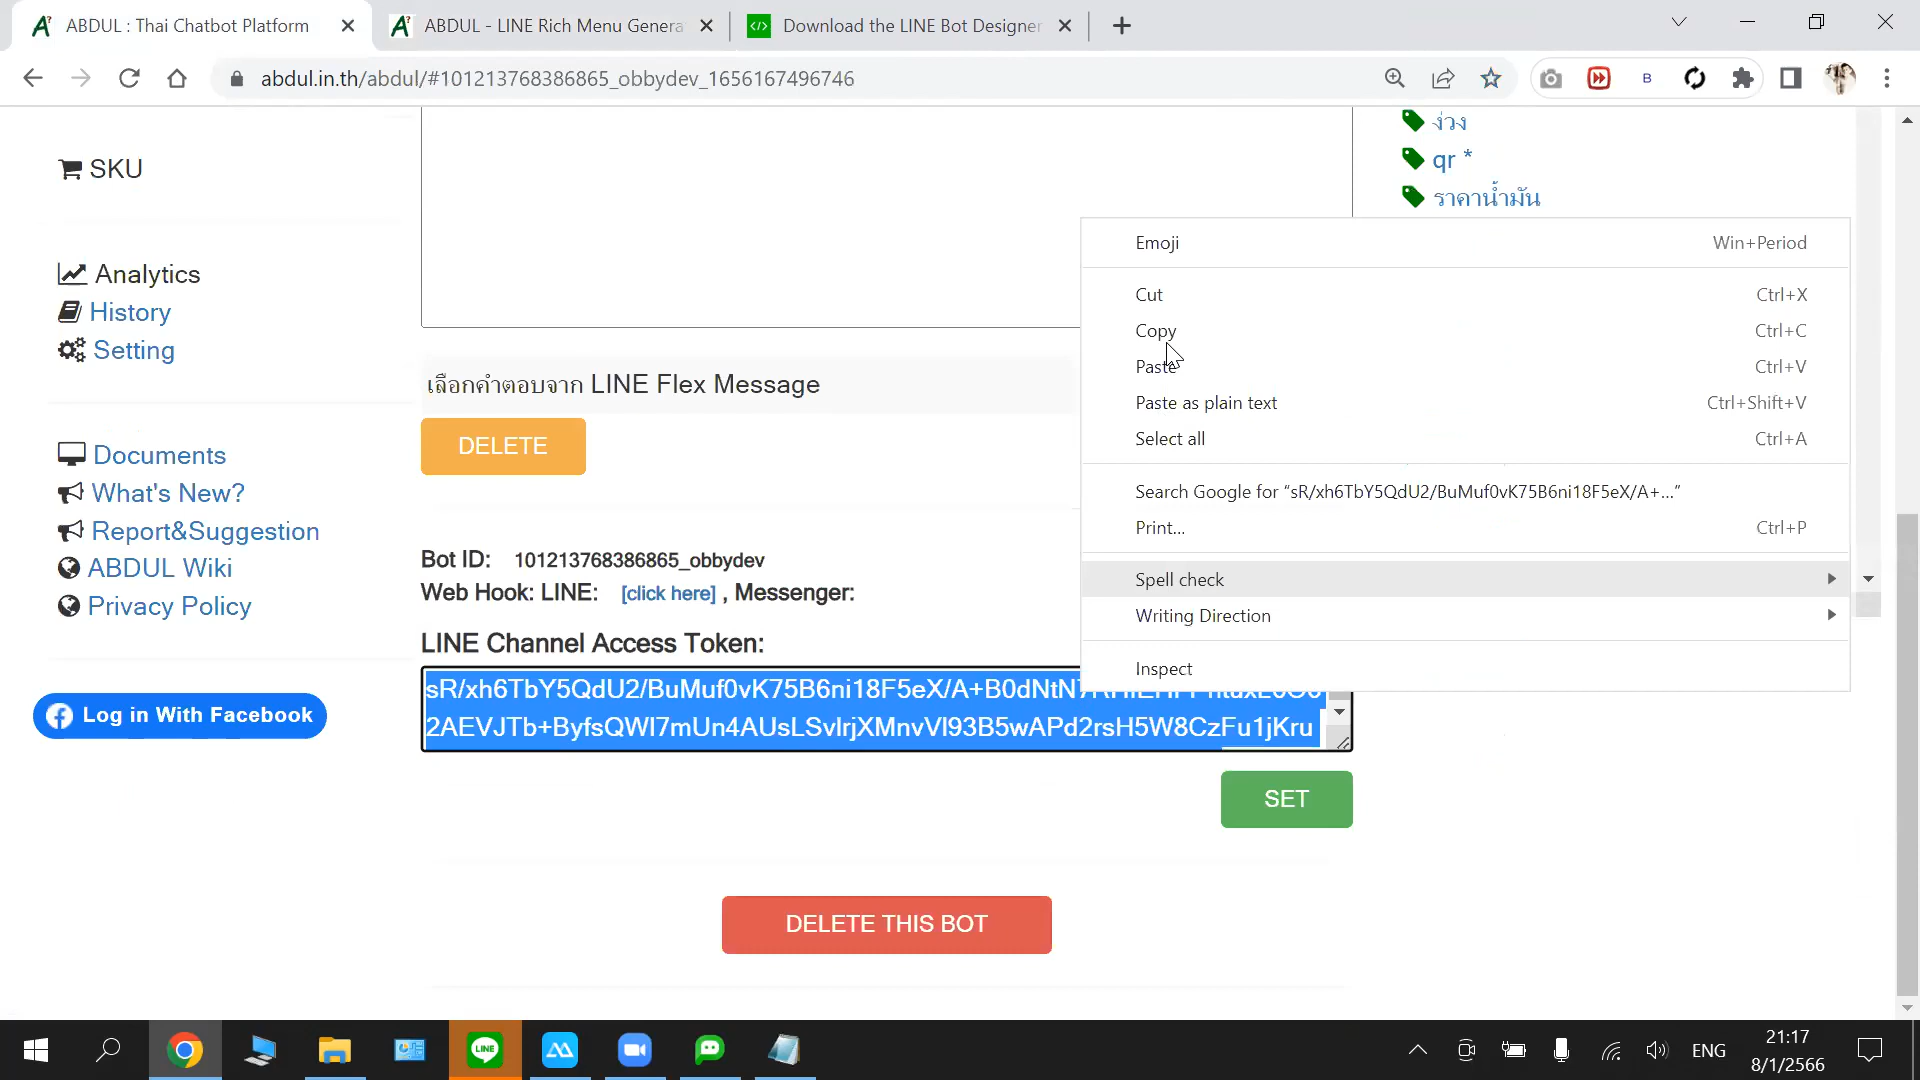 ABDUL : Thai Chatbot Platform
ABDUL - LINE Rich Menu Genera
Download the LINE Bot Designer
abdul.in.th/abdul/#101213768386865_obbydev_1656167496746
B
SKU
Analytics
History
Setting
Documents
What's New?
Report&Suggestion
ABDUL Wiki
Privacy Policy
Log in With Facebook
เลือกคำตอบจาก LINE Flex Message
DELETE
Bot ID: 101213768386865_obbydev
Web Hook: LINE: [click here] , Messenger:
LINE Channel Access Token:
sR/xh6TbY5QdU2/BuMuf0vK75B6ni18F5eX/A+B0dNtN7
2AEVJTb+ByfsQWI7mUn4AUsLSvlrjXMnvVl93B5wAPd2rsH5W8CzFu1jKru
SET
DELETE THIS BOT
ง่วง
qr *
ราคาน้ำมัน
Emoji Win+Period
Cut Ctrl+X
Copy Ctrl+C
Paste Ctrl+V
Paste as plain text Ctrl+Shift+V
Select all Ctrl+A
Search Google for “sR/xh6TbY5QdU2/BuMuf0vK75B6ni18F5eX/A+...”
Print... Ctrl+P
Spell check
Writing Direction
Inspect
LINE
ENG
21:17
8/1/2566